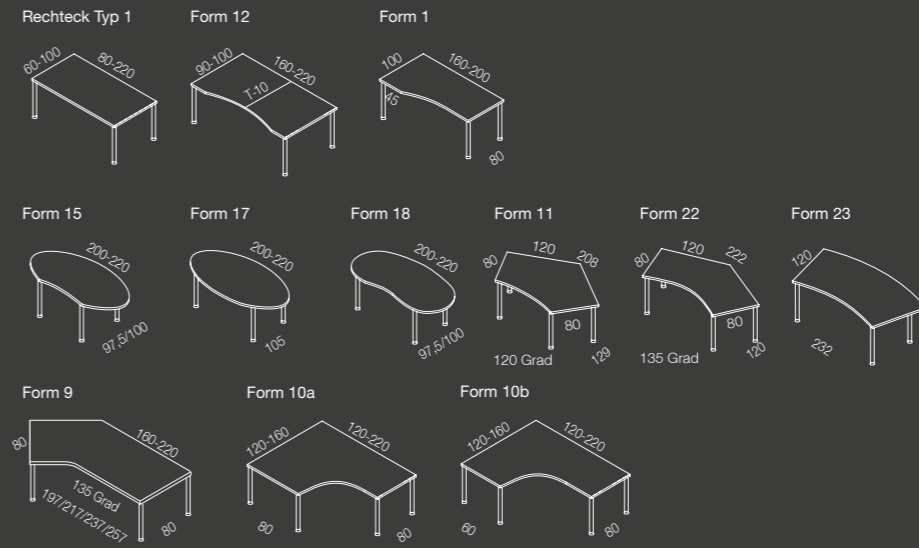 Rechteck Typ 1
60-100
80-220
Form 12
90-100
160-220
T-10
Form 1
100
160-200
45
80
Form 15
200-220
97,5/100
Form 17
200-220
105
Form 18
200-220
97,5/100
Form 11
80
120
208
80
120 Grad
129
Form 22
80
120
222
80
135 Grad
120
Form 23
120
232
Form 9
80
160-220
135 Grad
197/217/237/257
80
Form 10a
120-160
120-220
80
80
Form 10b
120-160
120-220
60
80